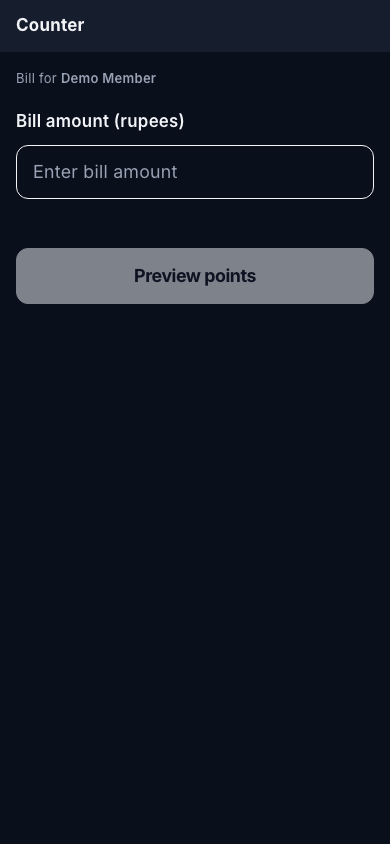 Counter
Bill for Demo Member
Bill amount (rupees)
Enter bill amount
Preview points